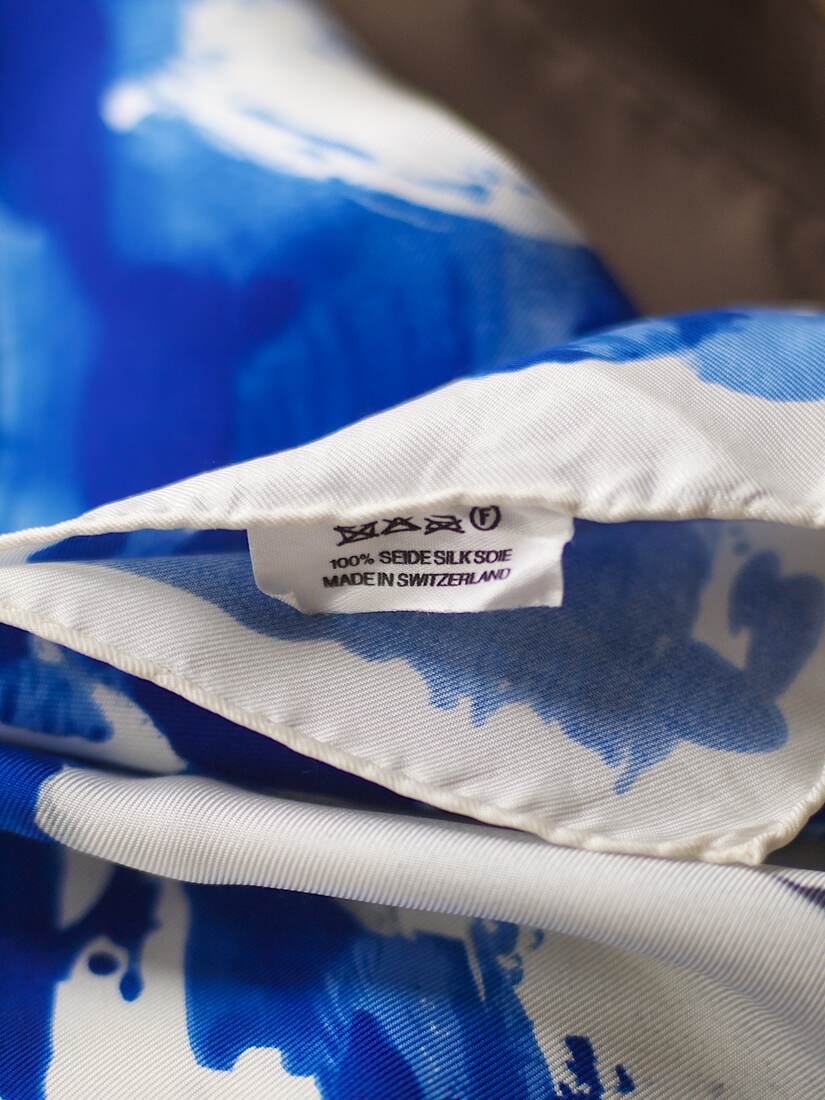 F
100% SEIDE SILK SOIE
MADE IN SWITZERLAND